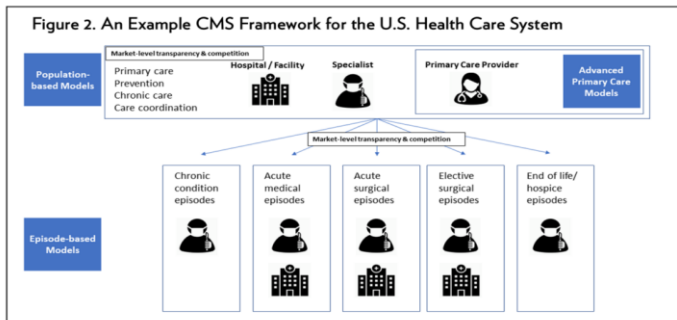 Figure 2. An Example CMS Framework for the U.S. Health Care System
Market-level transparency & competition
Population-
based Models
Primary care
Prevention
Chronic care
Care coordination
Hospital / Facility
Specialist
Primary Care Provider
Advanced
Primary Care
Models
Market-level transparency & competition
Episode-based
Models
Chronic
condition
episodes
Acute
medical
episodes
Acute
surgical
episodes
Elective
surgical
episodes
End of life/
hospice
episodes